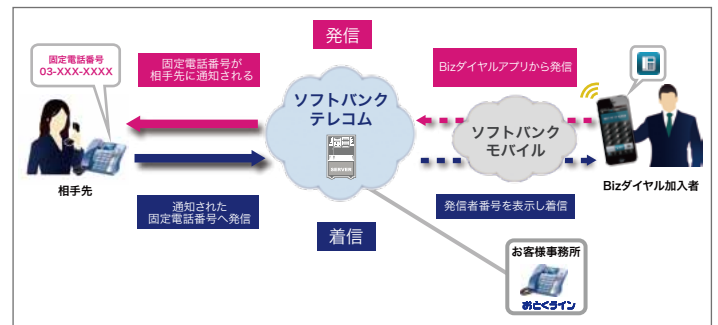 発信
固定電話番号
03-XXX-XXXX
固定電話番号が
相手先に通知される
Bizダイヤルアプリから発信
ソフトバンク
テレコム
SERVER
ソフトバンク
モバイル
相手先
Bizダイヤル加入者
通知された
固定電話番号へ発信
発信者番号を表示し着信
着信
お客様事務所
おとくライン